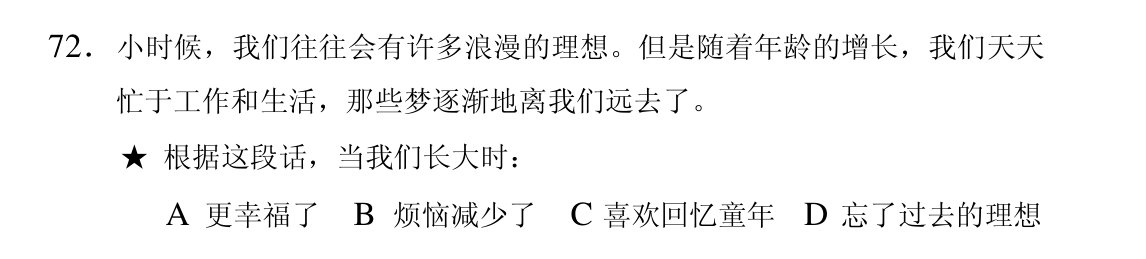 72． 小时候，我们往往会有许多浪漫的理想。但是随着年龄的增长，我们天天
忙于工作和生活，那些梦逐渐地离我们远去了。
★ 根据这段话，当我们长大时：
A 更幸福了 B 烦恼减少了 C 喜欢回忆童年 D 忘了过去的理想